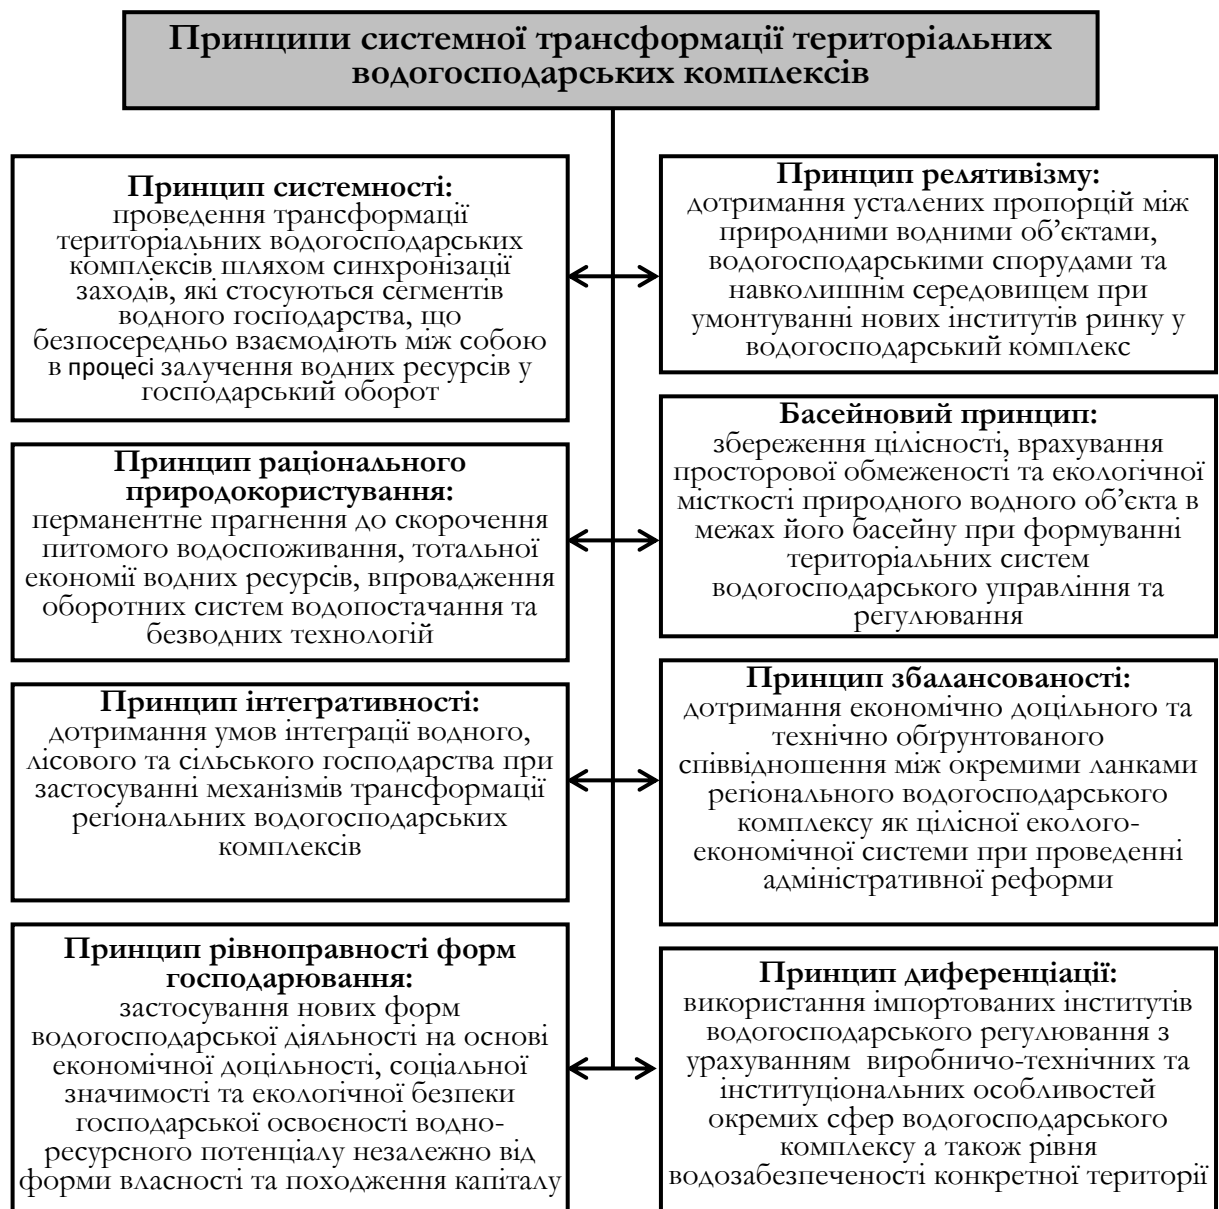 Принципи системної трансформації територіальних
водогосподарських комплексів
Принцип системності:
проведення трансформації
територіальних водогосподарських
комплексів шляхом синхронізації
заходів, які стосуються сегментів
водного господарства, що
безпосередньо взаємодіють між собою
в процесі залучення водних ресурсів у
господарський оборот
Принцип релятивізму:
дотримання усталених пропорцій між
природними водними об’єктами,
водогосподарськими спорудами та
навколишнім середовищем при
умонтуванні нових інститутів ринку у
водогосподарський комплекс
Принцип раціонального
природокористування:
перманентне прагнення до скорочення
питомого водоспоживання, тотальної
економії водних ресурсів, впровадження
оборотних систем водопостачання та
безводних технологій
Басейновий принцип:
збереження цілісності, врахування
просторової обмеженості та екологічної
місткості природного водного об’єкта в
межах його басейну при формуванні
територіальних систем
водогосподарського управління та
регулювання
Принцип інтегративності:
дотримання умов інтеграції водного,
лісового та сільського господарства при
застосуванні механізмів трансформації
регіональних водогосподарських
комплексів
Принцип збалансованості:
дотримання економічно доцільного та
технічно обґрунтованого
співвідношення між окремими ланками
регіонального водогосподарського
комплексу як цілісної еколого-
економічної системи при проведенні
адміністративної реформи
Принцип рівноправності форм
господарювання:
застосування нових форм
водогосподарської діяльності на основі
економічної доцільності, соціальної
значимості та екологічної безпеки
господарської освоєності водно-
ресурсного потенціалу незалежно від
форми власності та походження капіталу
Принцип диференціації:
використання імпортованих інститутів
водогосподарського регулювання з
урахуванням виробничо-технічних та
інституціональних особливостей
окремих сфер водогосподарського
комплексу а також рівня
водозабезпеченості конкретної території